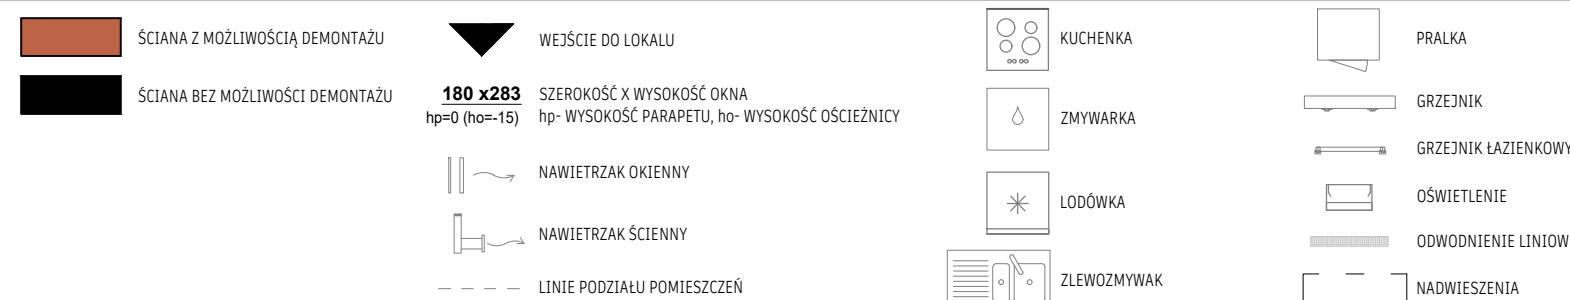 ŚCIANA Z MOŻLIWOŚCIĄ DEMONTAŻU
ŚCIANA BEZ MOŻLIWOŚCI DEMONTAŻU
WEJŚCIE DO LOKALU
180 x283
hp=0 (ho=-15)
SZEROKOŚĆ X WYSOKOŚĆ OKNA
hp- WYSOKOŚĆ PARAPETU, ho- WYSOKOŚĆ OŚCIEŻNICY
NAWIETRZAK OKIENNY
NAWIETRZAK ŚCIENNY
LINIE PODZIAŁU POMIESZCZEŃ
KUCHENKA
ZMYWARKA
LODÓWKA
ZLEWOZMYWAK
PRALKA
GRZEJNIK
GRZEJNIK ŁAZIENKOWY
OŚWIETLENIE
ODWODNIENIE LINIOW
NADWIESZENIA